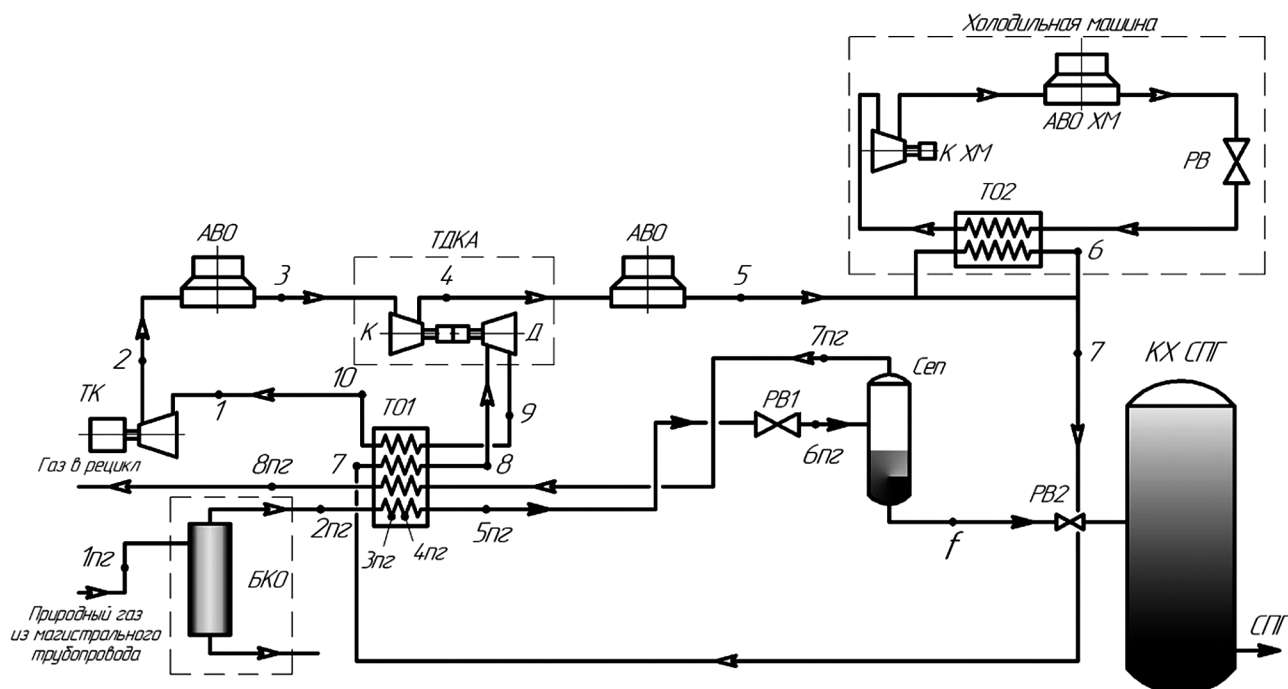 Холодильная машина
АВО ХМ
К ХМ
РВ
ТО2
6
АВО
ТДКА
АВО
3
4
5
К
Д
2
7пг
Сеп
7
КХ СПГ
ТК
10
1
ТО1
9
РВ1
6пг
Газ в рецикл
8пг
7
8
РВ2
2пг
5пг
3пг
4пг
f
1пг
БКО
Природный газ
из магистрального
трубопровода
СПГ